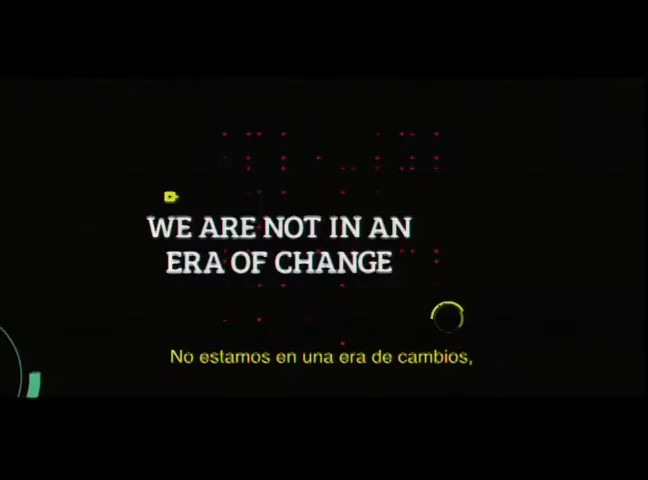 WE ARE NOT IN AN
ERA OF CHANGE
No estamos en una era de cambios,